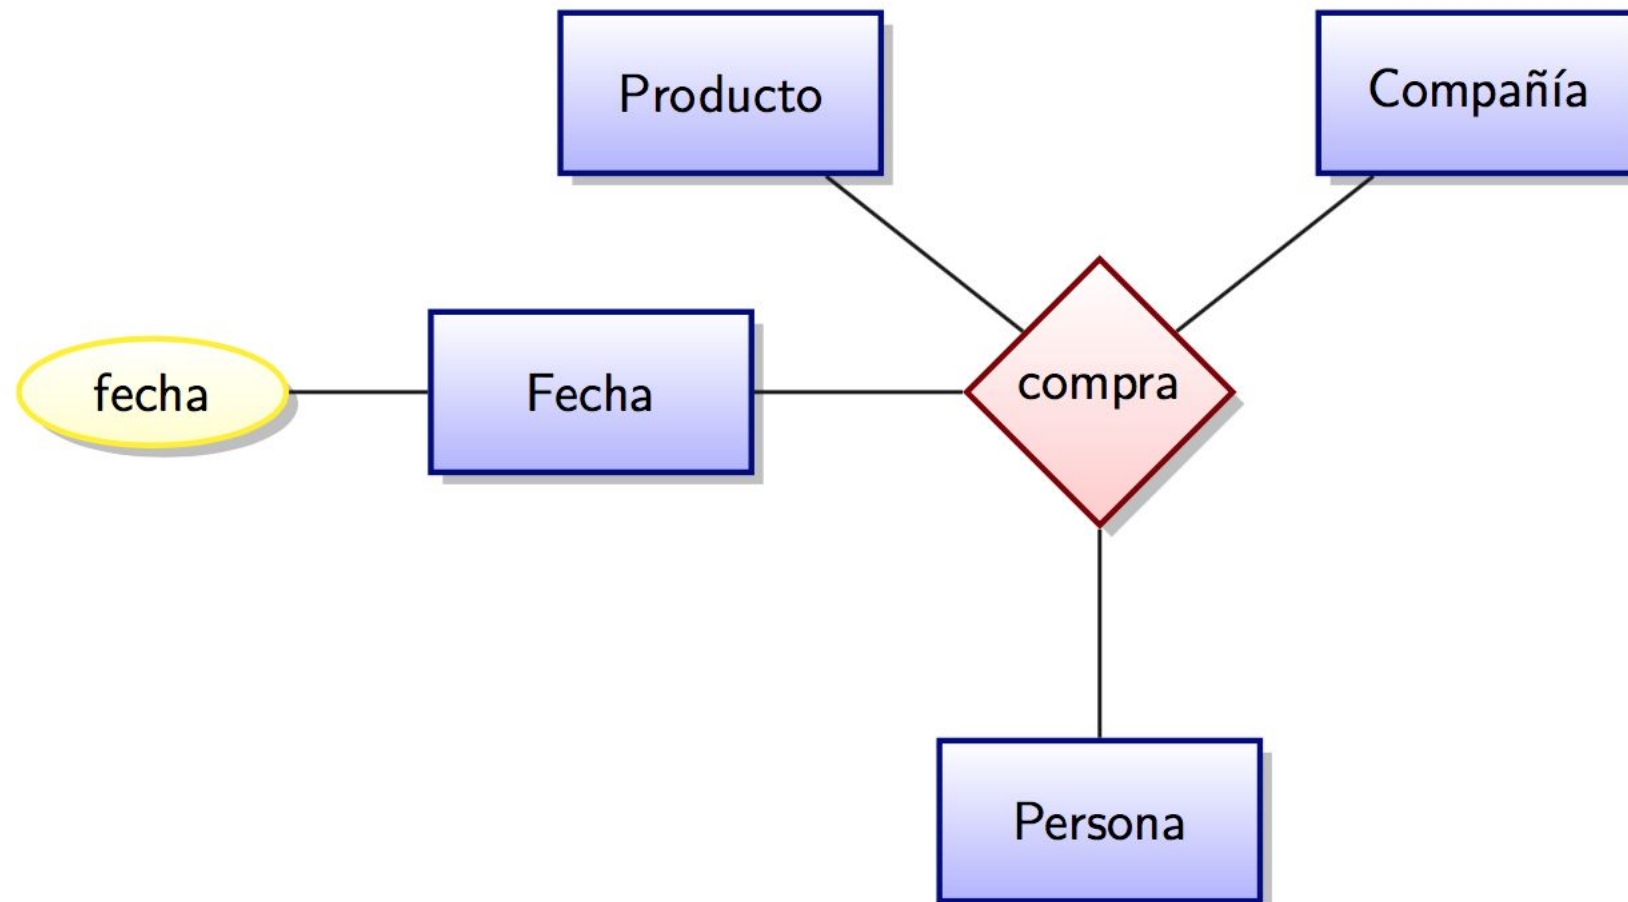 Producto
Compañía
fecha
Fecha
compra
Persona